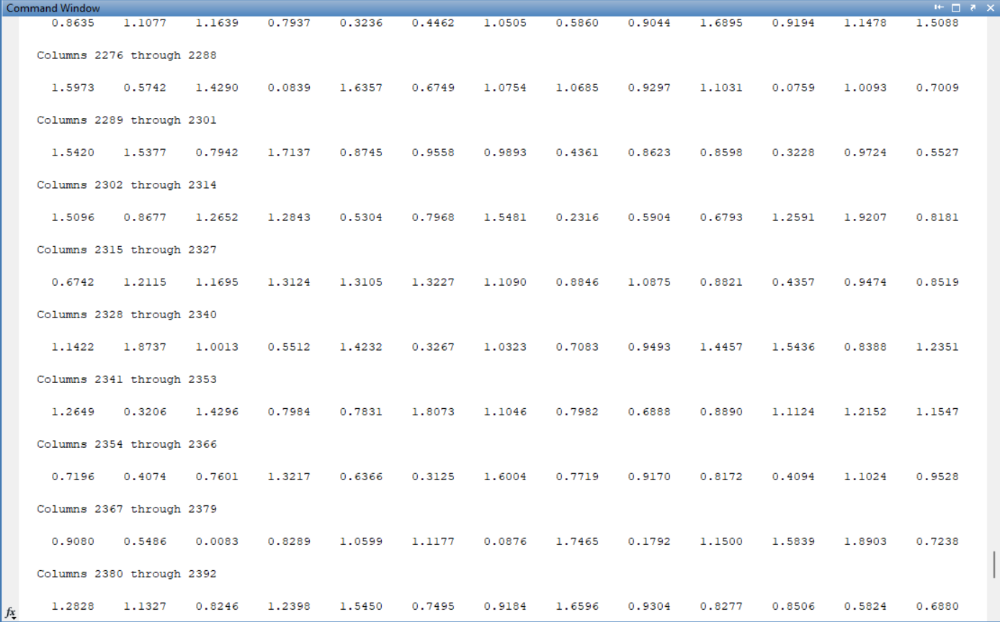 Command Window
0.8635 1.1077 1.1639 0.7937 0.3236 0.4462 1.0505 0.5860 0.9044 1.6895 0.9194 1.1478 1.5088
Columns 2276 through 2288
1.5973 0.5742 1.4290 0.0839 1.6357 0.6749 1.0754 1.0685 0.9297 1.1031 0.0759 1.0093 0.7009
Columns 2289 through 2301
1.5420 1.5377 0.7942 1.7137 0.8745 0.9558 0.9893 0.4361 0.8623 0.8598 0.3228 0.9724 0.5527
Columns 2302 through 2314
1.5096 0.8677 1.2652 1.2843 0.5304 0.7968 1.5481 0.2316 0.5904 0.6793 1.2591 1.9207 0.8181
Columns 2315 through 2327
0.6742 1.2115 1.1695 1.3124 1.3105 1.3227 1.1090 0.8846 1.0875 0.8821 0.4357 0.9474 0.8519
Columns 2328 through 2340
1.1422 1.8737 1.0013 0.5512 1.4232 0.3267 1.0323 0.7083 0.9493 1.4457 1.5436 0.8388 1.2351
Columns 2341 through 2353
1.2649 0.3206 1.4296 0.7984 0.7831 1.8073 1.1046 0.7982 0.6888 0.8890 1.1124 1.2152 1.1547
Columns 2354 through 2366
0.7196 0.4074 0.7601 1.3217 0.6366 0.3125 1.6004 0.7719 0.9170 0.8172 0.4094 1.1024 0.9528
Columns 2367 through 2379
0.9080 0.5486 0.0083 0.8289 1.0599 1.1177 0.0876 1.7465 0.1792 1.1500 1.5839 1.8903 0.7238
Columns 2380 through 2392
1.2828 1.1327 0.8246 1.2398 1.5450 0.7495 0.9184 1.6596 0.9304 0.8277 0.8506 0.5824 0.6880
fx